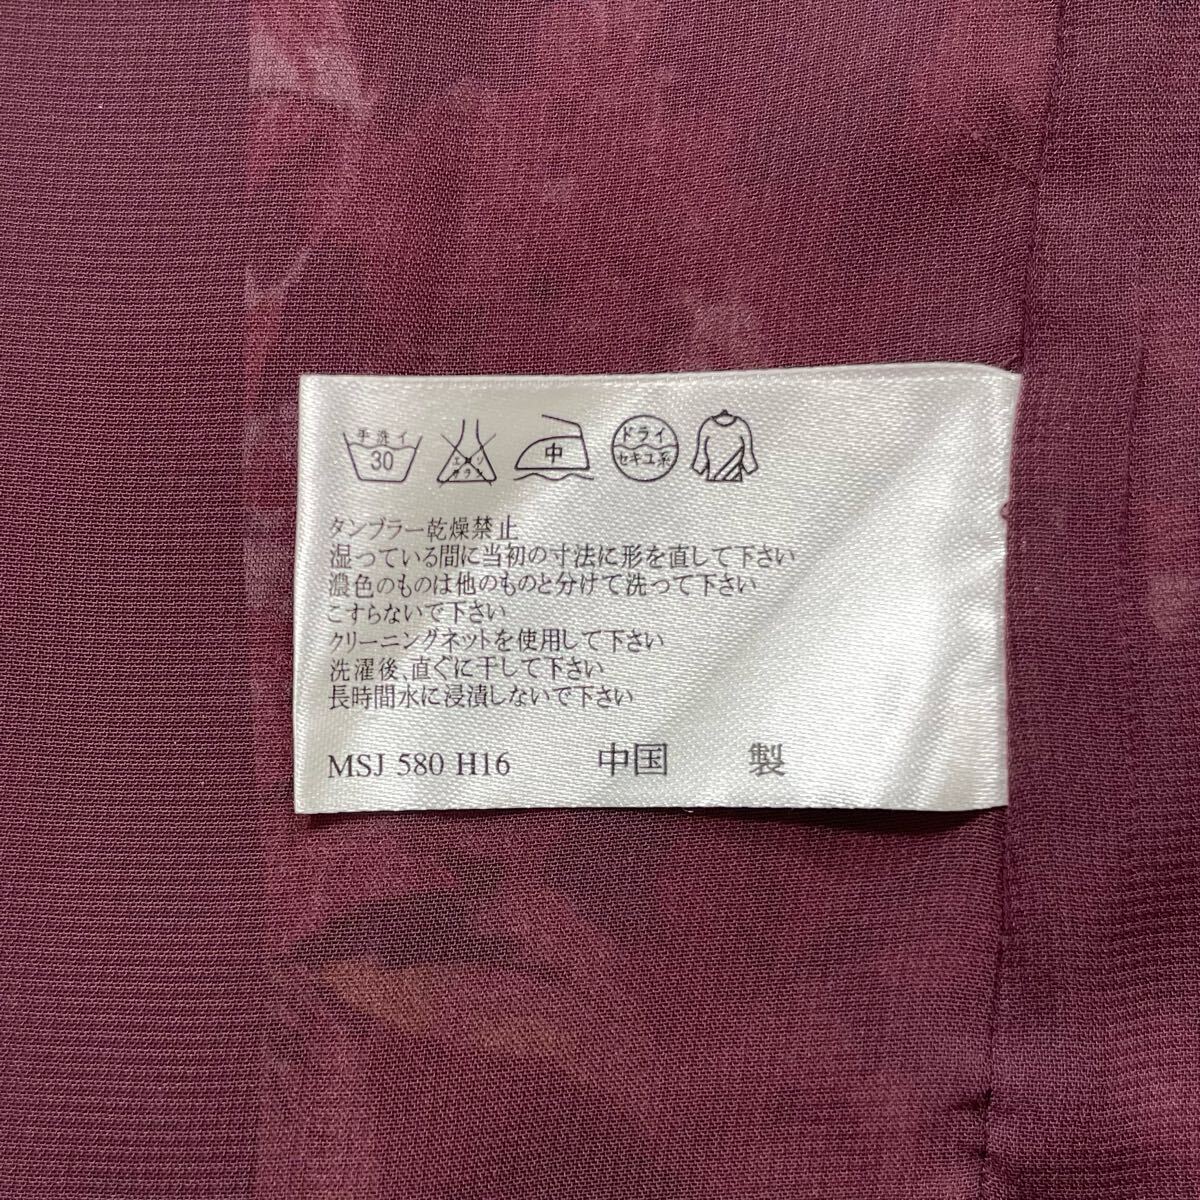 手洗イ
30
エンソ
サラシ
中
ドライ
セキユ系
タンブラー乾燥禁止
湿っている間に当初の寸法に形を直して下さい
濃色のものは他のものと分けて洗って下さい
こすらないで下さい
クリーニングネットを使用して下さい
洗濯後、直ぐに干して下さい
長時間水に浸漬しないで下さい
MSJ 580 H16 中国 製